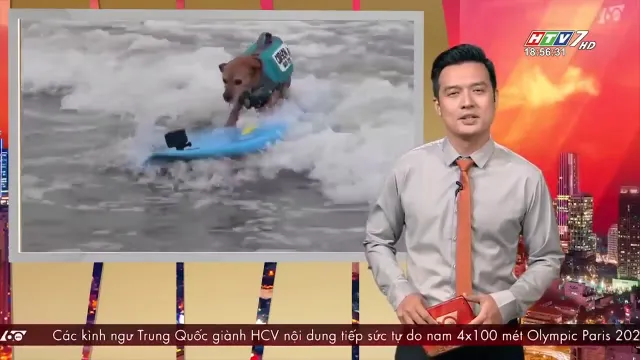 HTV7 HD
18:56:31
60
Các kình ngư Trung Quốc giành HCV nội dung tiếp sức tự do nam 4x100 mét Olympic Paris 202